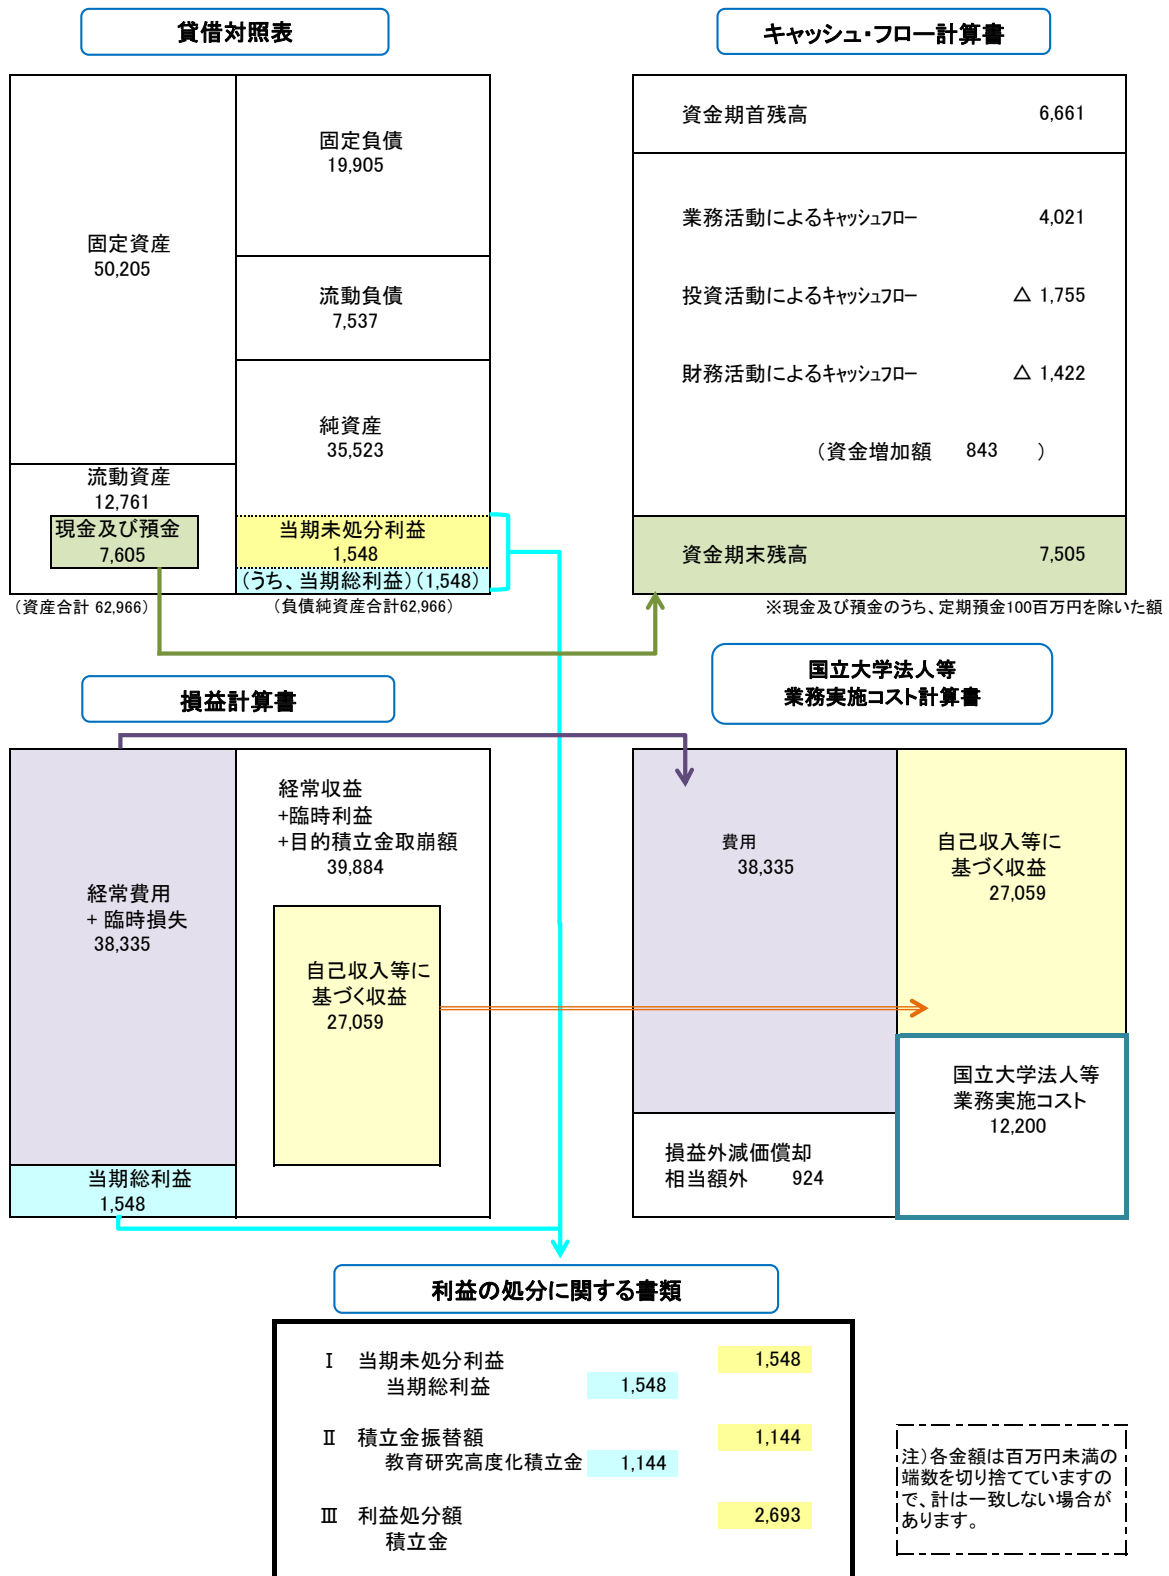 貸借対照表
固定資産
50,205
流動資産
12,761
現金及び預金
7,605
固定負債
19,905
流動負債
7,537
純資産
35,523
当期未処分利益
1,548
(うち、当期総利益)(1,548)
(資産合計 62,966)
(負債純資産合計62,966)
キャッシュ・フロー計算書
資金期首残高 6,661
業務活動によるキャッシュフロー 4,021
投資活動によるキャッシュフロー △ 1,755
財務活動によるキャッシュフロー △ 1,422
(資金増加額 843 )
資金期末残高 7,505
※現金及び預金のうち、定期預金100百万円を除いた額
損益計算書
経常費用
+ 臨時損失
38,335
当期総利益
1,548
経常収益
+臨時利益
+目的積立金取崩額
39,884
自己収入等に
基づく収益
27,059
国立大学法人等
業務実施コスト計算書
費用
38,335
損益外減価償却
相当額外 924
自己収入等に
基づく収益
27,059
国立大学法人等
業務実施コスト
12,200
利益の処分に関する書類
Ⅰ 当期未処分利益 1,548
当期総利益 1,548
Ⅱ 積立金振替額 1,144
教育研究高度化積立金 1,144
Ⅲ 利益処分額 2,693
積立金
注)各金額は百万円未満の
端数を切り捨てていますの
で、計は一致しない場合が
あります。